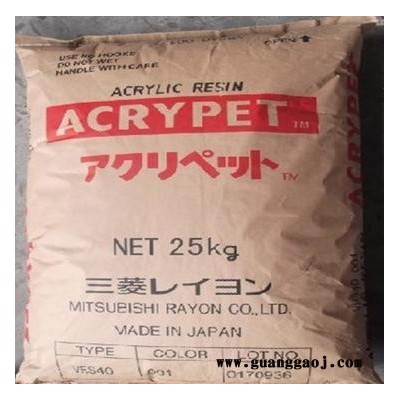 USE NO HOOKS
DO NOT WET
HANDLE WITH CARE
OPEN
ACRYLIC RESIN
ACRYPET TM
アクリペット TM
NET 25kg
三菱レイヨン
MITSUBISHI RAYON CO.,LTD.
MADE IN JAPAN
TYPE COLOR LOT NO
VRS40 001 0170936
www.guanggaoj.com